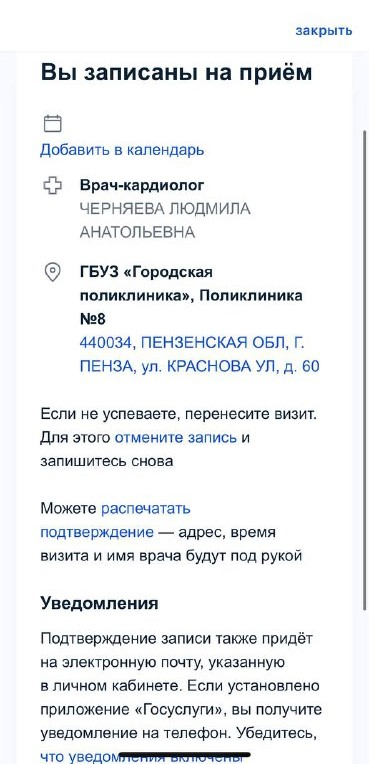 закрыть
Вы записаны на приём
Добавить в календарь
Врач-кардиолог
ЧЕРНЯЕВА ЛЮДМИЛА
АНАТОЛЬЕВНА
ГБУЗ «Городская
поликлиника», Поликлиника
№8
440034, ПЕНЗЕНСКАЯ ОБЛ, Г.
ПЕНЗА, ул. КРАСНОВА УЛ, д. 60
Если не успеваете, перенесите визит.
Для этого отмените запись и
запишитесь снова
Можете распечатать
подтверждение — адрес, время
визита и имя врача будут под рукой
Уведомления
Подтверждение записи также придёт
на электронную почту, указанную
в личном кабинете. Если установлено
приложение «Госуслуги», вы получите
уведомление на телефон. Убедитесь,
что уведомления включены